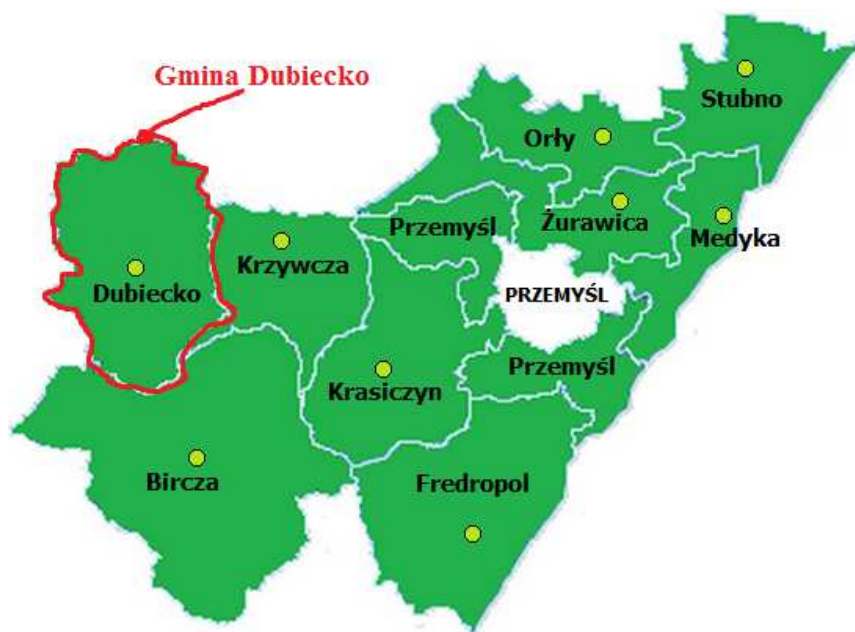 Gmina Dubiecko
Stubno
Orły
Przemyśl
Żurawica
Medyka
Krzywcza
Dubiecko
PRZEMYŚL
Przemyśl
Krasiczyn
Bircza
Fredropol